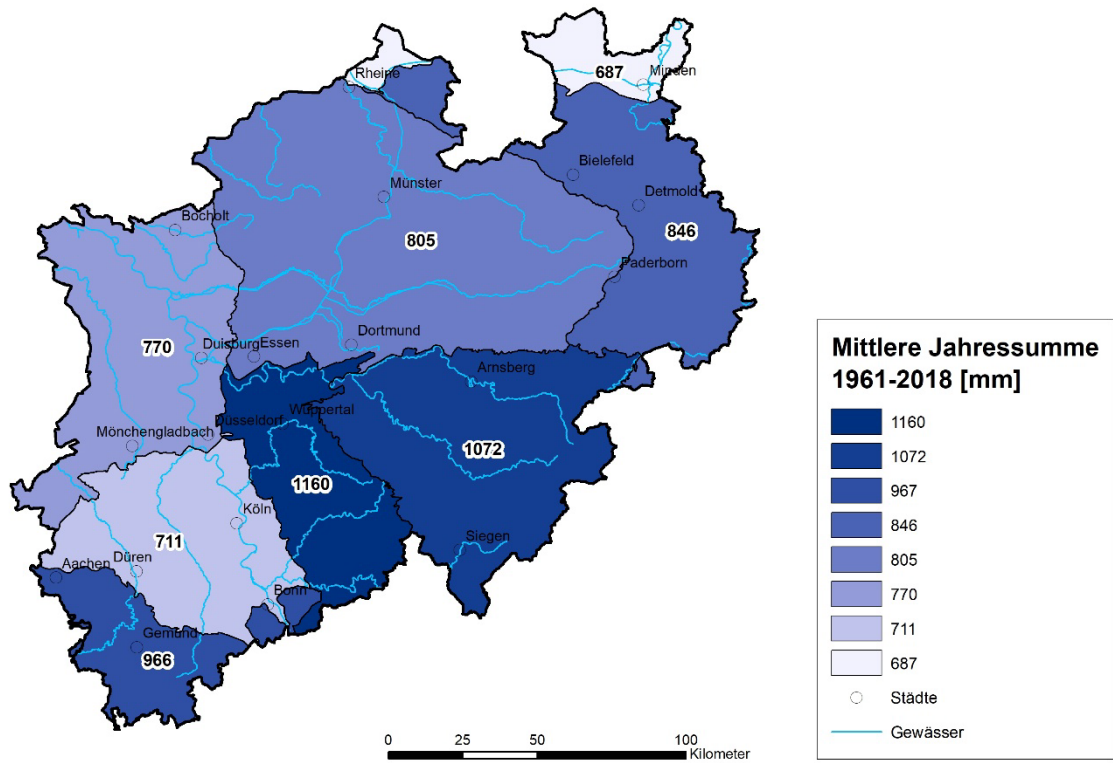 Rheine
687
Minden
Bielefeld
Münster
Detmold
Bocholt
805
846
Paderborn
Dortmund
770
Duisburg
Essen
Arnsberg
Wuppertal
Düsseldorf
Mönchengladbach
1072
1160
Köln
711
Siegen
Aachen
Düren
Bonn
Gemünd
966
0
25
50
100
Kilometer
Mittlere Jahressumme
1961-2018 [mm]
1160
1072
967
846
805
770
711
687
Städte
Gewässer